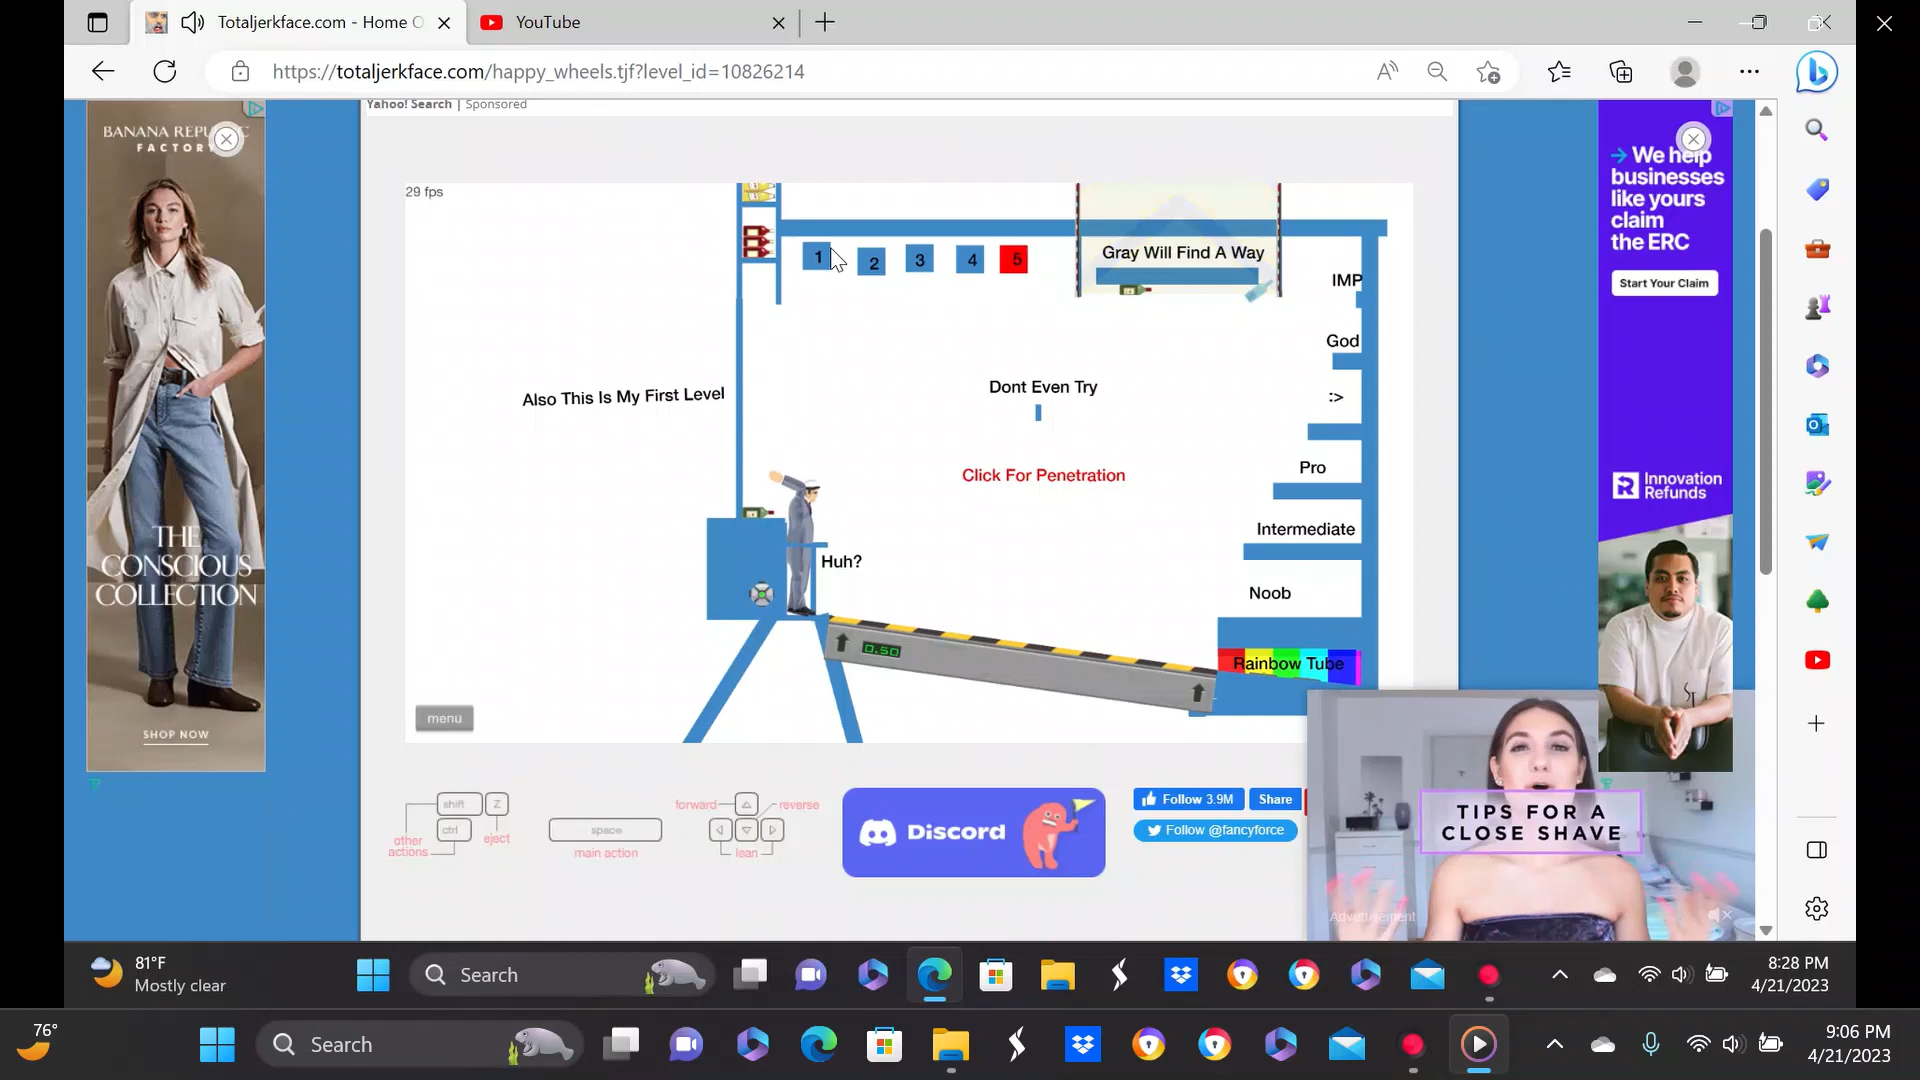 Totaljerkface.com - Home O
YouTube
https://totaljerkface.com/happy_wheels.tjf?level_id=10826214
Yahoo! Search | Sponsored
BANANA REPUBLIC
FACTORY
THE
CONSCIOUS
COLLECTION
SHOP NOW
29 fps
1
2
3
4
5
Gray Will Find A Way
IMP
God
:>
Also This Is My First Level
Dont Even Try
Click For Penetration
Pro
Intermediate
Huh?
Noob
0.50
Rainbow Tube
menu
We help
businesses
like yours
claim
the ERC
Start Your Claim
Innovation
Refunds
shift
Z
ctrl
other
actions
eject
space
main action
forward
reverse
lean
Discord
Follow 3.9M
Share
Follow @fancyforce
TIPS FOR A
CLOSE SHAVE
Advertisement
81°F
Mostly clear
Search
8:28 PM
4/21/2023
76°
Search
9:06 PM
4/21/2023